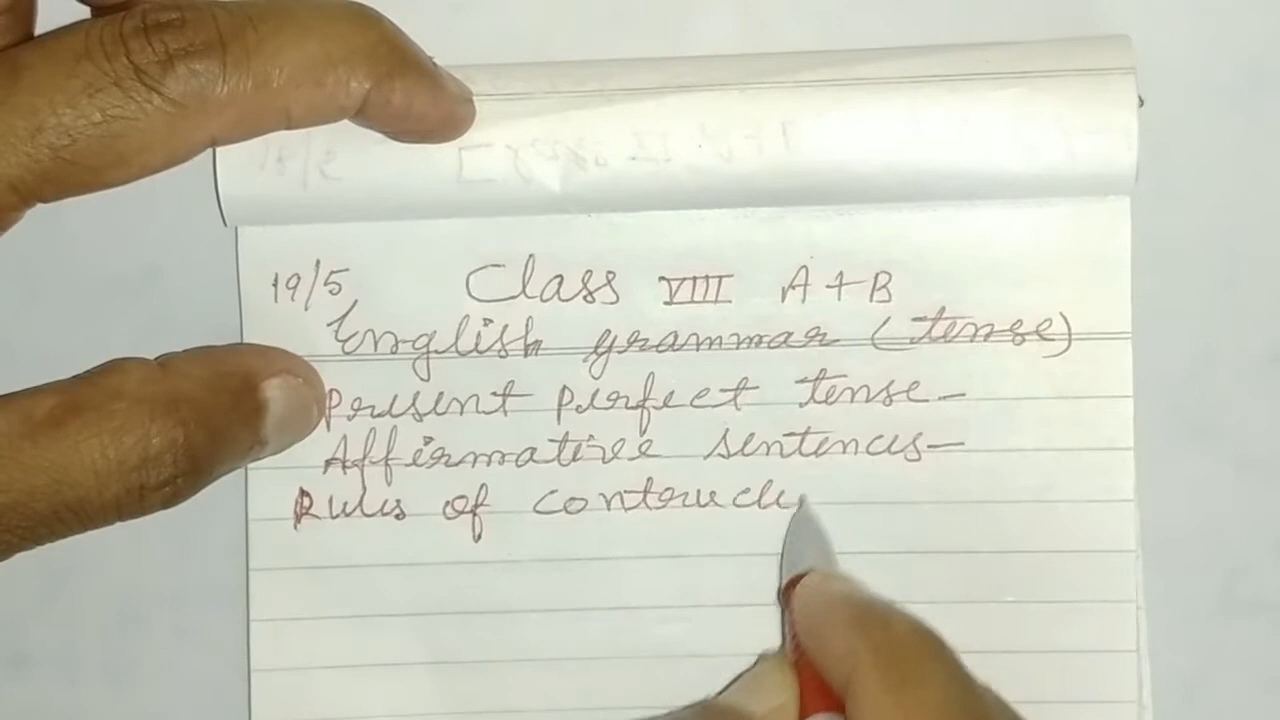 19/5 Class VIII A+B
English grammar (tense)
Present perfect tense-
Affirmative sentences-
Rules of